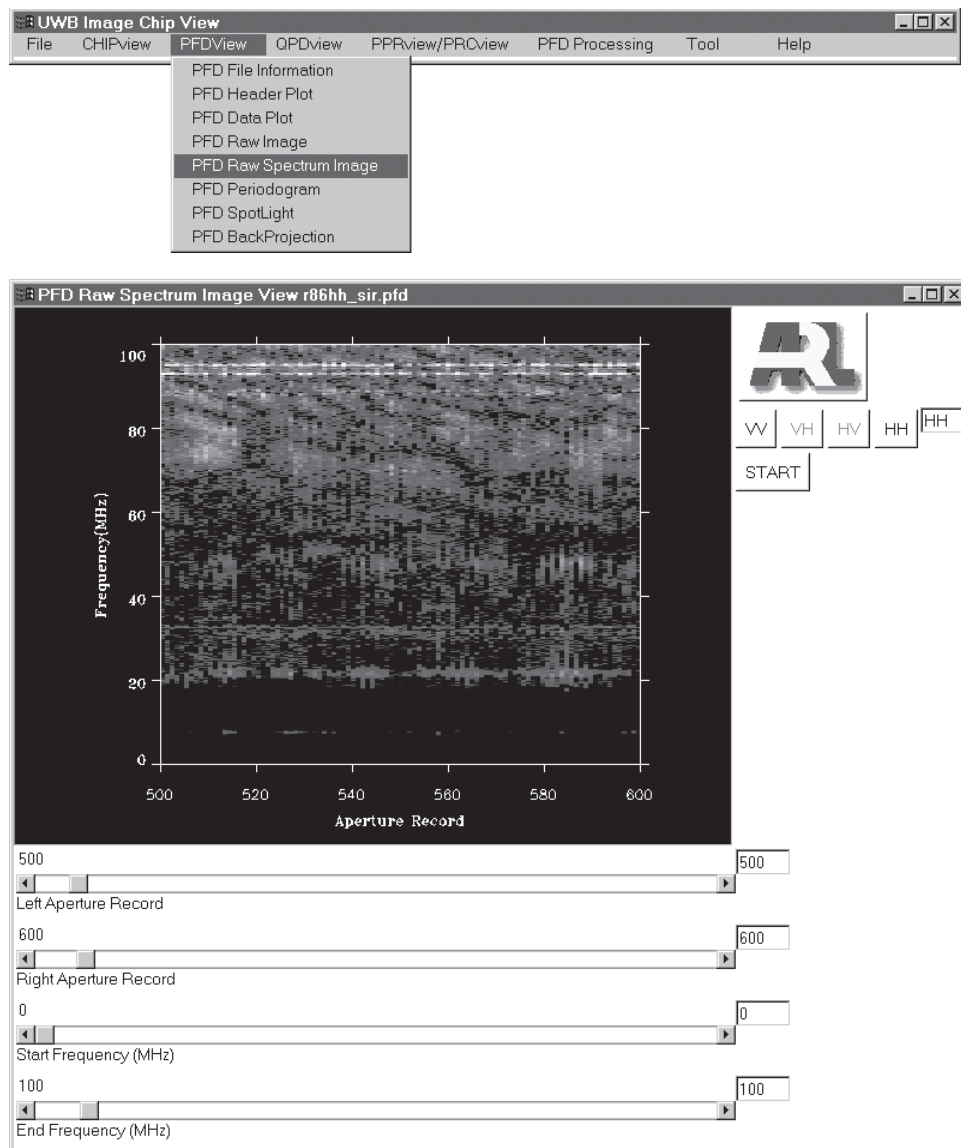 UWB Image Chip View
File CHIPview PFDView QPDview PPRview/PRCview PFD Processing Tool Help
PFD File Information
PFD Header Plot
PFD Data Plot
PFD Raw Image
PFD Raw Spectrum Image
PFD Periodogram
PFD SpotLight
PFD BackProjection
PFD Raw Spectrum Image View r86hh_sir.pfd
ARL
VV VH HV HH HH
START
100
80
60
40
20
0
Frequency(MHz)
500 520 540 560 580 600
Aperture Record
500 500
Left Aperture Record
600 600
Right Aperture Record
0 0
Start Frequency (MHz)
100 100
End Frequency (MHz)